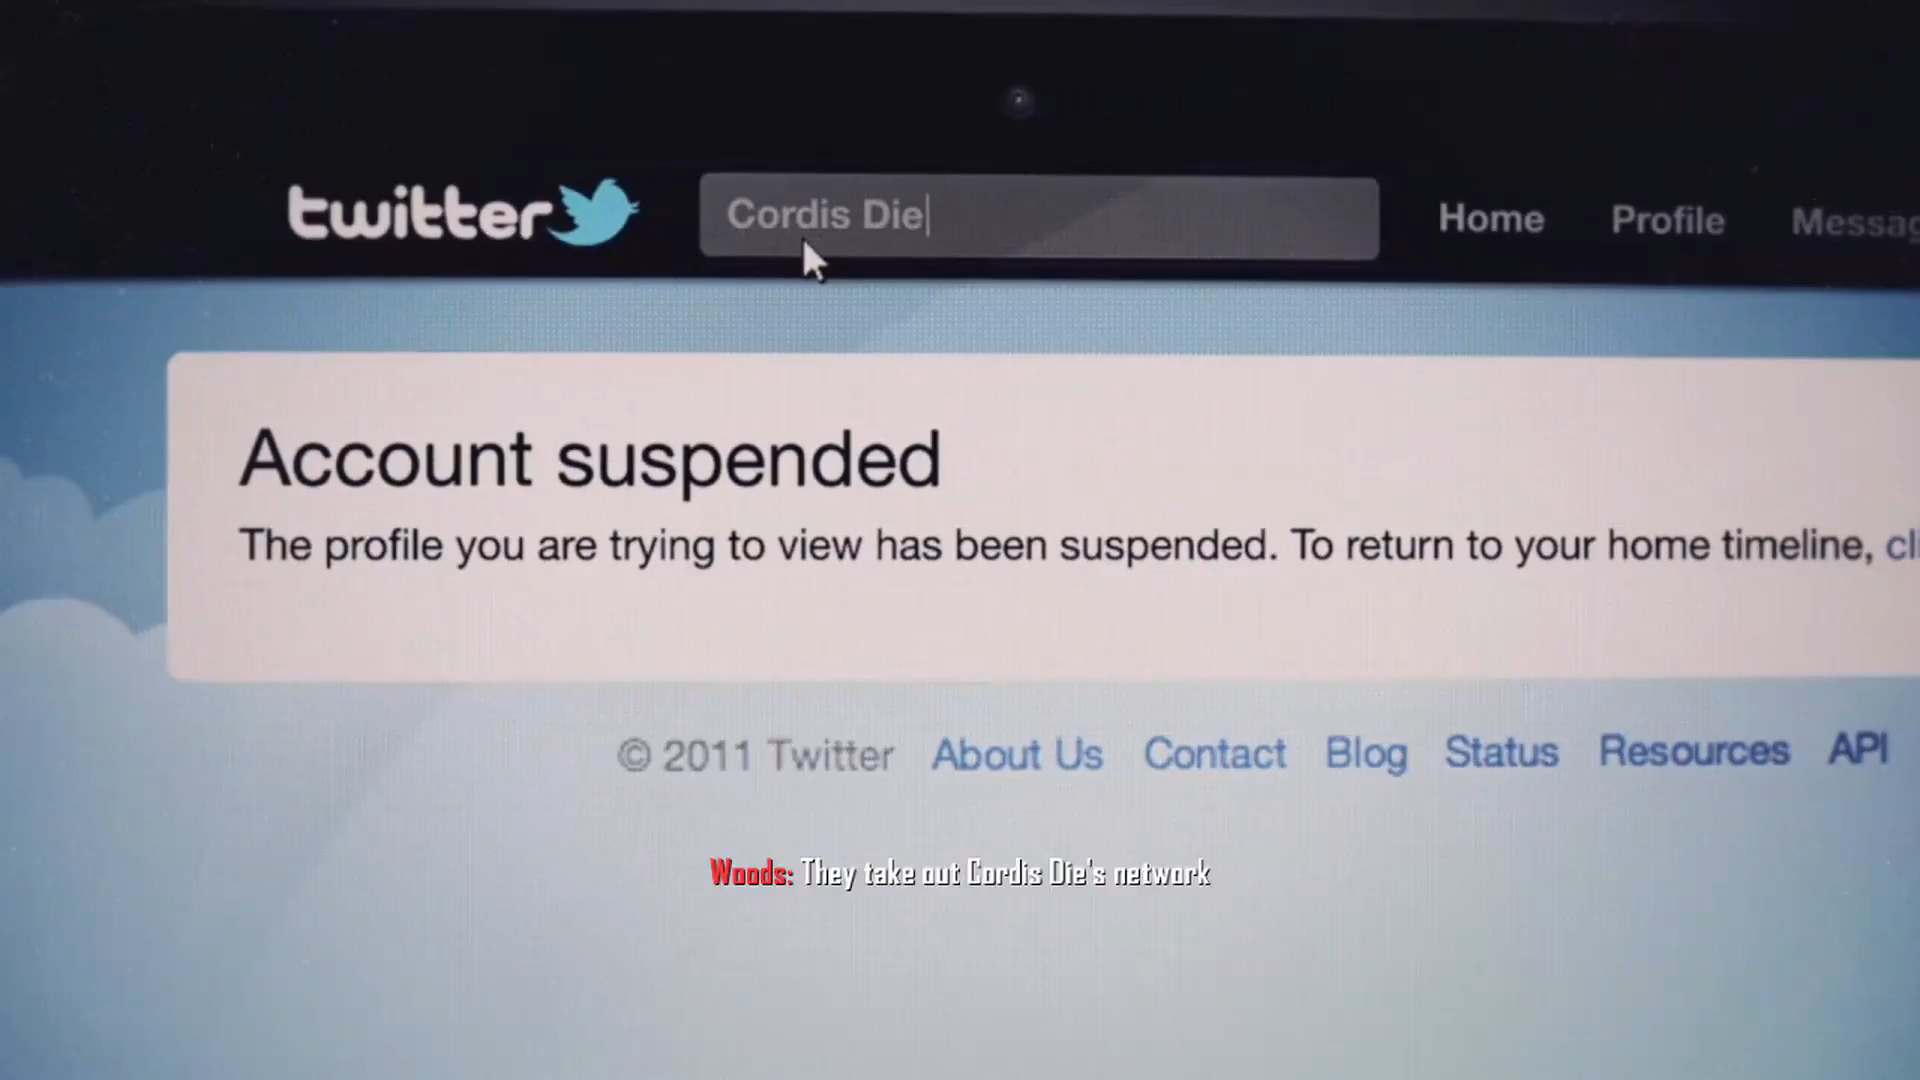 twitter Cordis Die Home Profile Messag
Account suspended
The profile you are trying to view has been suspended. To return to your home timeline, cli
© 2011 Twitter About Us Contact Blog Status Resources API
Woods: They take out Cordis Die's network